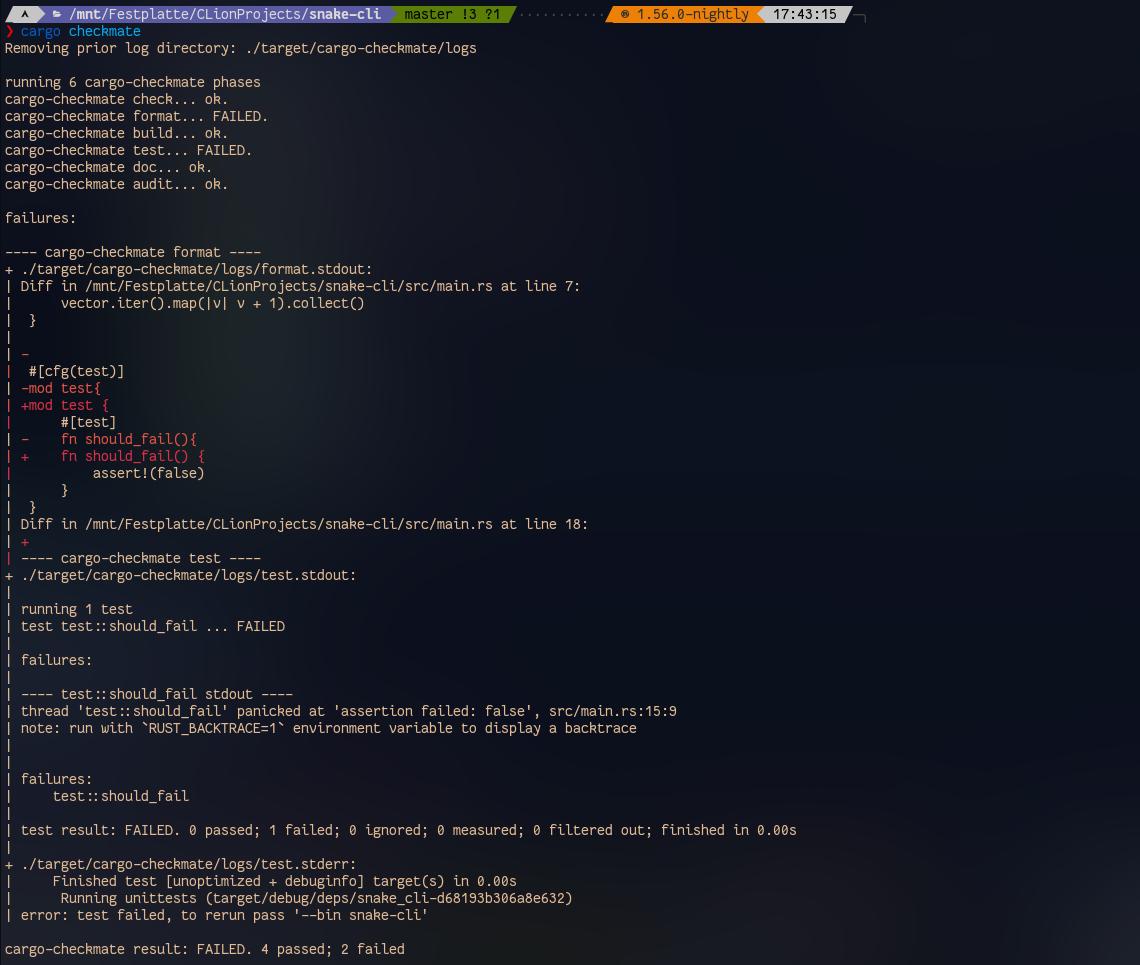 /mnt/Festplatte/CLionProjects/snake-cli master !3 ?1 ············ 1.56.0-nightly 17:43:15
❯ cargo checkmate
Removing prior log directory: ./target/cargo-checkmate/logs

running 6 cargo-checkmate phases
cargo-checkmate check... ok.
cargo-checkmate format... FAILED.
cargo-checkmate build... ok.
cargo-checkmate test... FAILED.
cargo-checkmate doc... ok.
cargo-checkmate audit... ok.

failures:

---- cargo-checkmate format ----
+ ./target/cargo-checkmate/logs/format.stdout:
| Diff in /mnt/Festplatte/CLionProjects/snake-cli/src/main.rs at line 7:
|      vector.iter().map(|v| v + 1).collect()
|  }
|
| -
|  #[cfg(test)]
| -mod test{
| +mod test {
|      #[test]
| -    fn should_fail(){
| +    fn should_fail() {
|          assert!(false)
|      }
|  }
| Diff in /mnt/Festplatte/CLionProjects/snake-cli/src/main.rs at line 18:
| +
| ---- cargo-checkmate test ----
+ ./target/cargo-checkmate/logs/test.stdout:
|
| running 1 test
| test test::should_fail ... FAILED
|
| failures:
|
| ---- test::should_fail stdout ----
| thread 'test::should_fail' panicked at 'assertion failed: false', src/main.rs:15:9
| note: run with `RUST_BACKTRACE=1` environment variable to display a backtrace
|
|
| failures:
|     test::should_fail
|
| test result: FAILED. 0 passed; 1 failed; 0 ignored; 0 measured; 0 filtered out; finished in 0.00s
|
+ ./target/cargo-checkmate/logs/test.stderr:
|     Finished test [unoptimized + debuginfo] target(s) in 0.00s
|      Running unittests (target/debug/deps/snake_cli-d68193b306a8e632)
| error: test failed, to rerun pass '--bin snake-cli'

cargo-checkmate result: FAILED. 4 passed; 2 failed